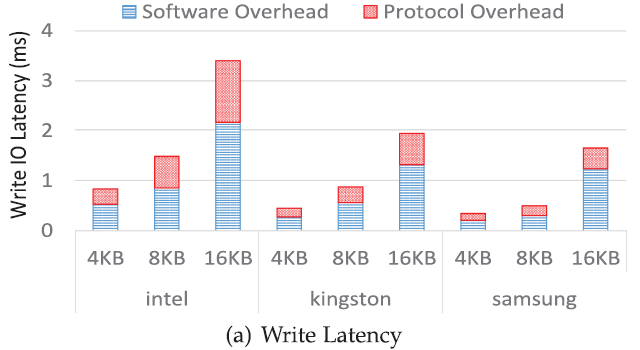 Software Overhead Protocol Overhead
Write IO Latency (ms)
4
3
2
1
0
4KB 8KB 16KB 4KB 8KB 16KB 4KB 8KB 16KB
intel kingston samsung
(a) Write Latency